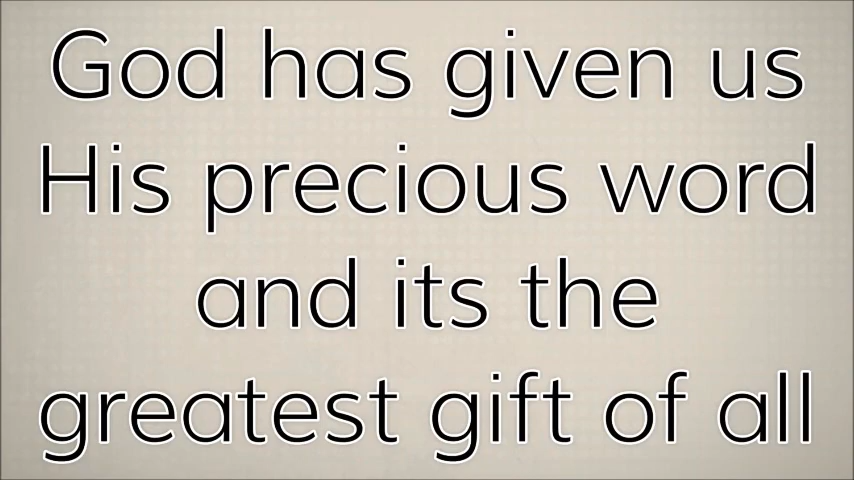 God has given us
His precious word
and its the
greatest gift of all